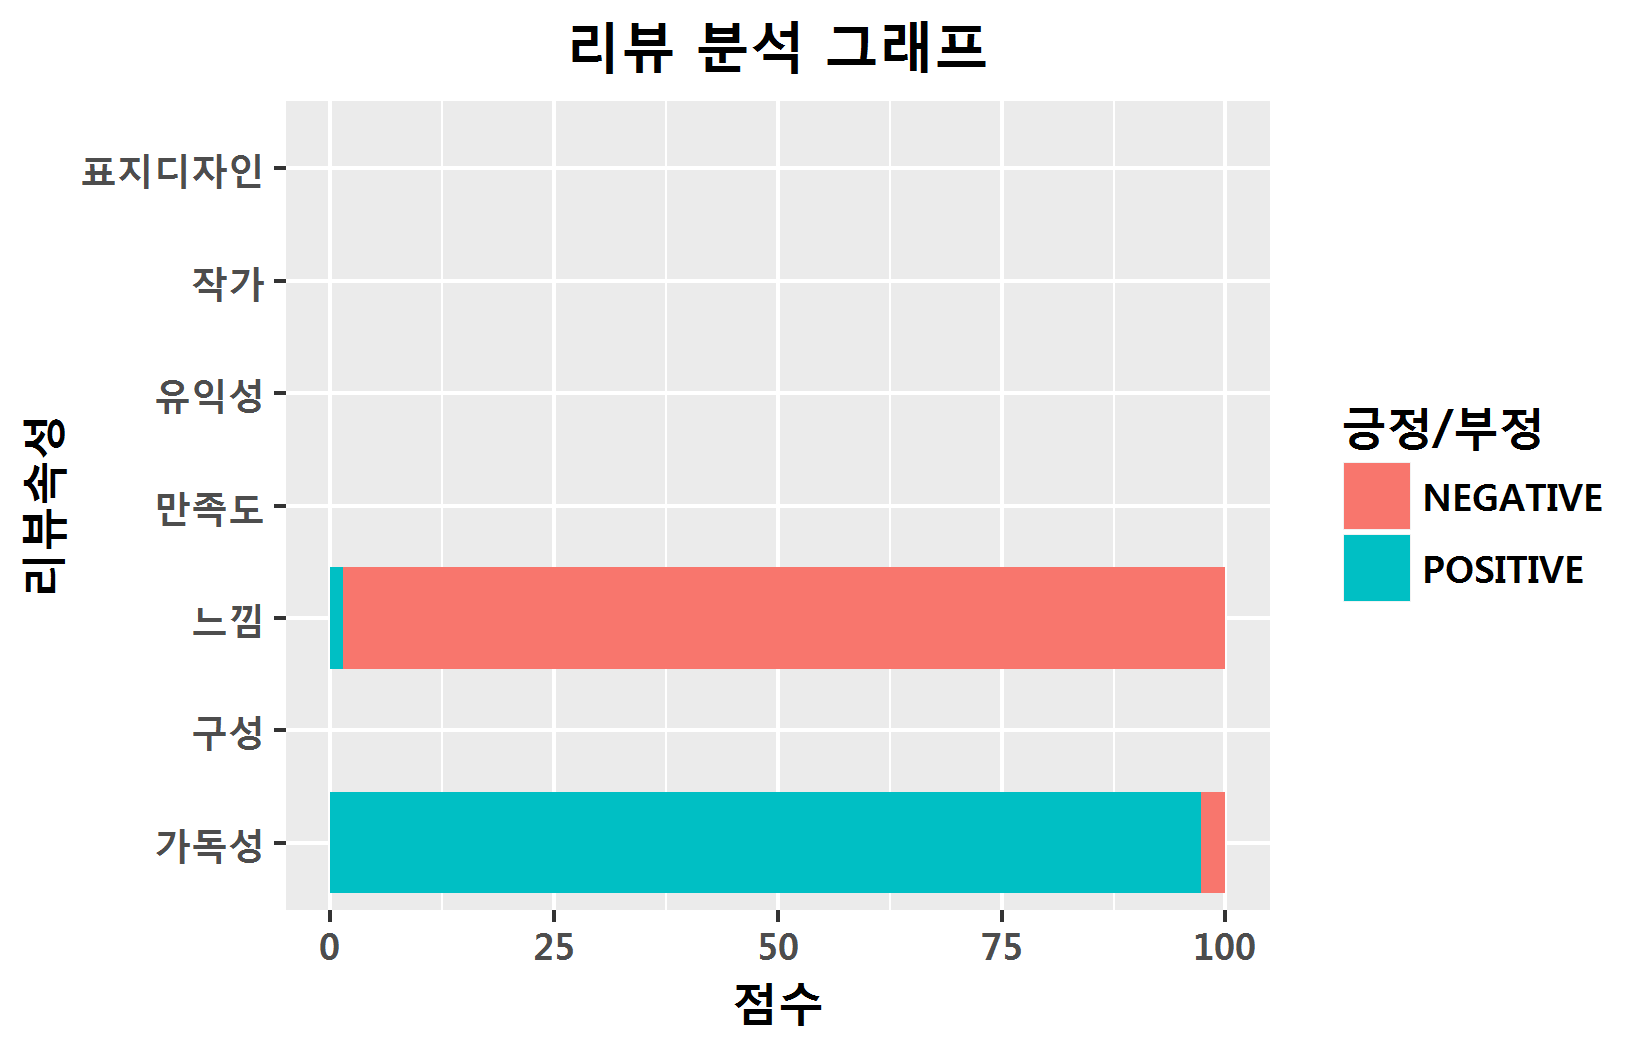 리뷰 분석 그래프
표지디자인
작가
유익성
만족도
느낌
구성
가독성
리뷰속성
0 25 50 75 100
점수
긍정/부정
NEGATIVE
POSITIVE